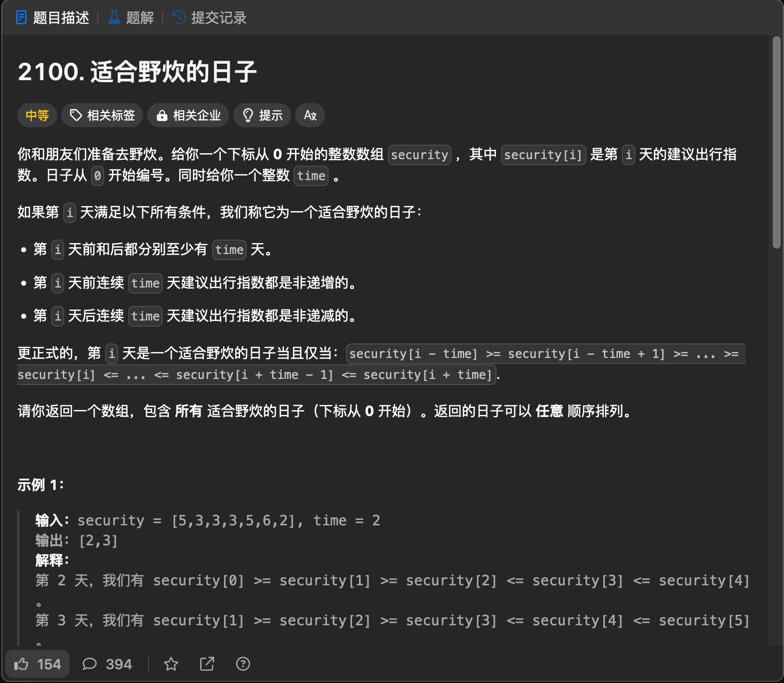 题目描述 题解 提交记录
2100. 适合野炊的日子
中等 相关标签 相关企业 提示 Aあ
你和朋友们准备去野炊。给你一个下标从 0 开始的整数数组 security ，其中 security[i] 是第 i 天的建议出行指
数。日子从 0 开始编号。同时给你一个整数 time 。
如果第 i 天满足以下所有条件，我们称它为一个适合野炊的日子：
• 第 i 天前和后都分别至少有 time 天。
• 第 i 天前连续 time 天建议出行指数都是非递增的。
• 第 i 天后连续 time 天建议出行指数都是非递减的。
更正式的，第 i 天是一个适合野炊的日子当且仅当：security[i - time] >= security[i - time + 1] >= ... >=
security[i] <= ... <= security[i + time - 1] <= security[i + time].
请你返回一个数组，包含 所有 适合野炊的日子（下标从 0 开始）。返回的日子可以 任意 顺序排列。
示例 1：
输入：security = [5,3,3,3,5,6,2], time = 2
输出：[2,3]
解释：
第 2 天，我们有 security[0] >= security[1] >= security[2] <= security[3] <= security[4]
。
第 3 天，我们有 security[1] >= security[2] >= security[3] <= security[4] <= security[5]
。
154 394